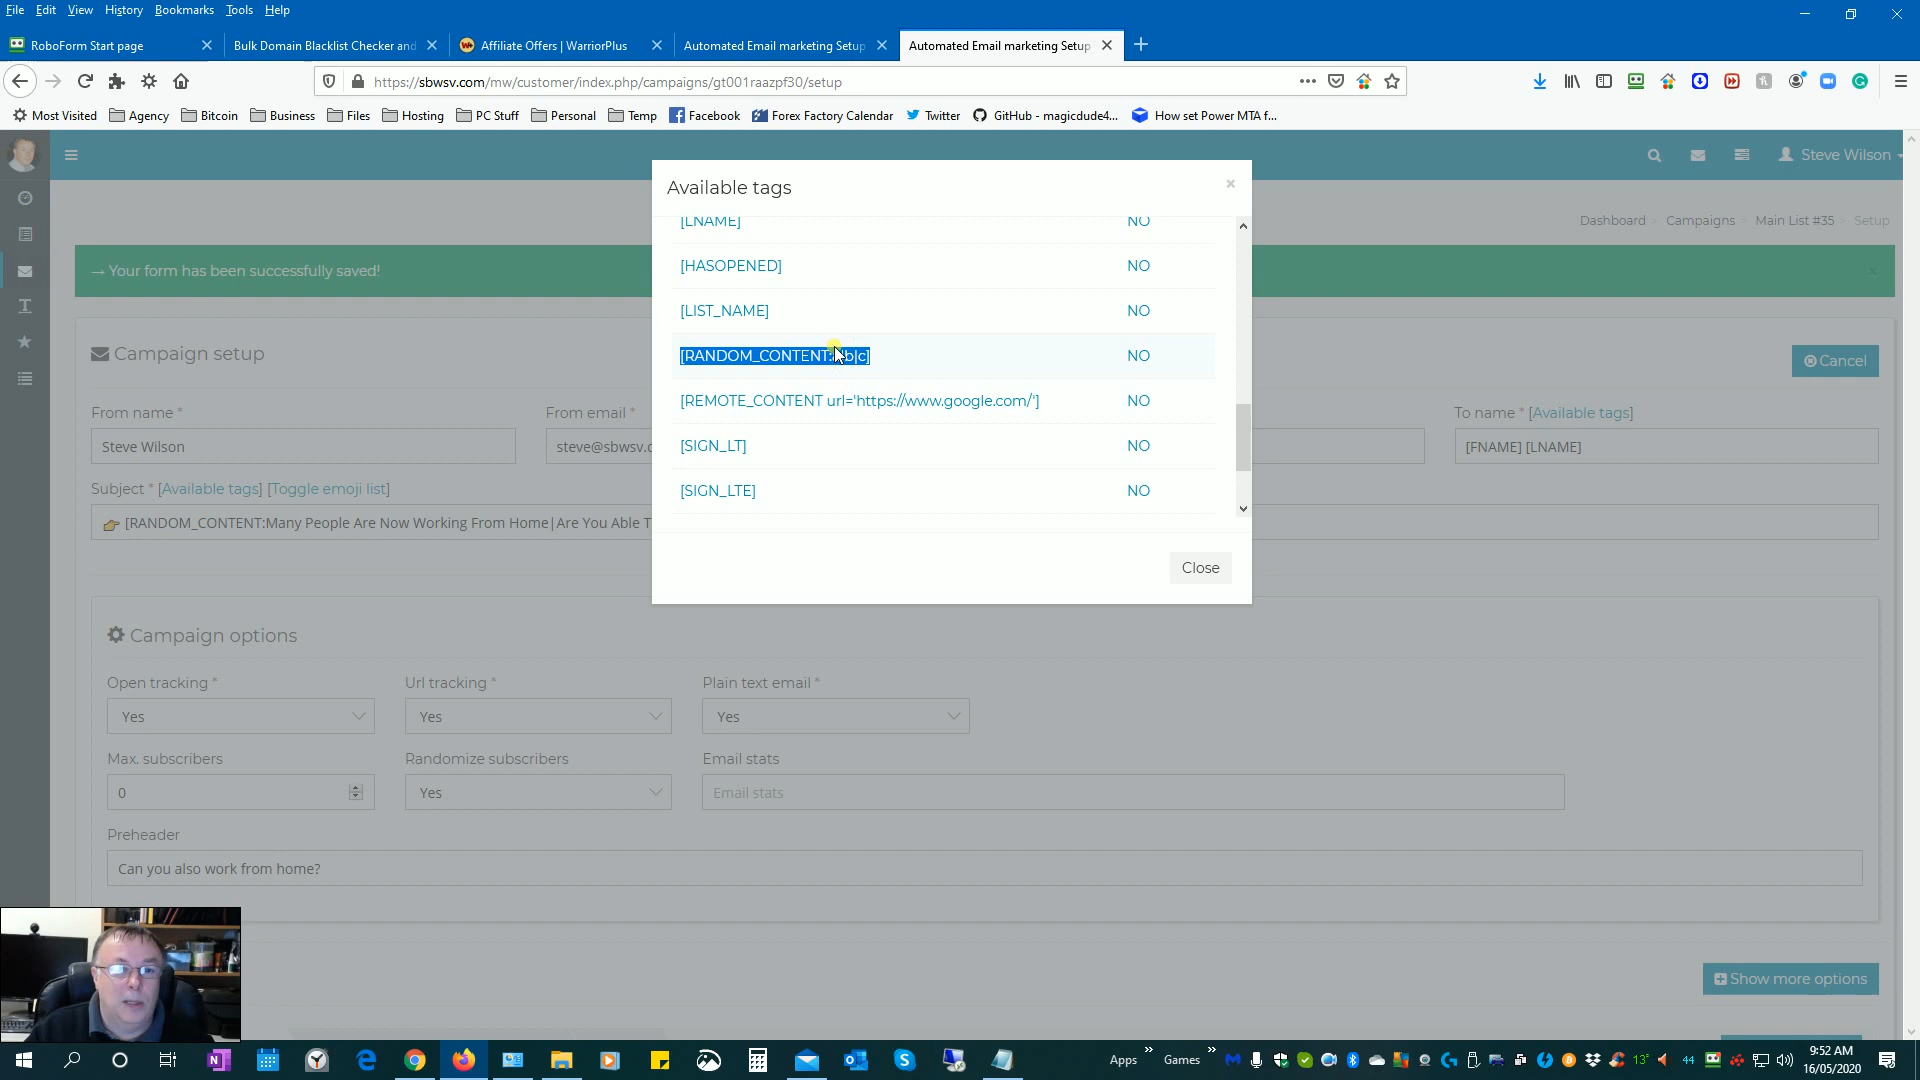 File Edit View History Bookmarks Tools Help
RoboForm Start page
Bulk Domain Blacklist Checker and
Affiliate Offers | WarriorPlus
Automated Email marketing Setup
Automated Email marketing Setup
https://sbwsv.com/mw/customer/index.php/campaigns/gt001raazpf30/setup
Most Visited Agency Bitcoin Business Files Hosting PC Stuff Personal Temp Facebook Forex Factory Calendar Twitter GitHub - magicdude4... How set Power MTA f...
Steve Wilson
Dashboard Campaigns Main List #35 Setup
→ Your form has been successfully saved!
Available tags
[LNAME] NO
[HASOPENED] NO
[LIST_NAME] NO
[RANDOM_CONTENT: b|c] NO
[REMOTE_CONTENT url='https://www.google.com/'] NO
[SIGN_LT] NO
[SIGN_LTE] NO
Close
Campaign setup
Cancel
From name * From email * To name * [Available tags]
Steve Wilson steve@sbwsv.c [FNAME] [LNAME]
Subject * [Available tags] [Toggle emoji list]
[RANDOM_CONTENT:Many People Are Now Working From Home|Are You Able T
Campaign options
Open tracking * Url tracking * Plain text email *
Yes Yes Yes
Max. subscribers Randomize subscribers Email stats
0 Yes Email stats
Preheader
Can you also work from home?
Show more options
Apps Games 13° 44 9:52 AM
16/05/2020